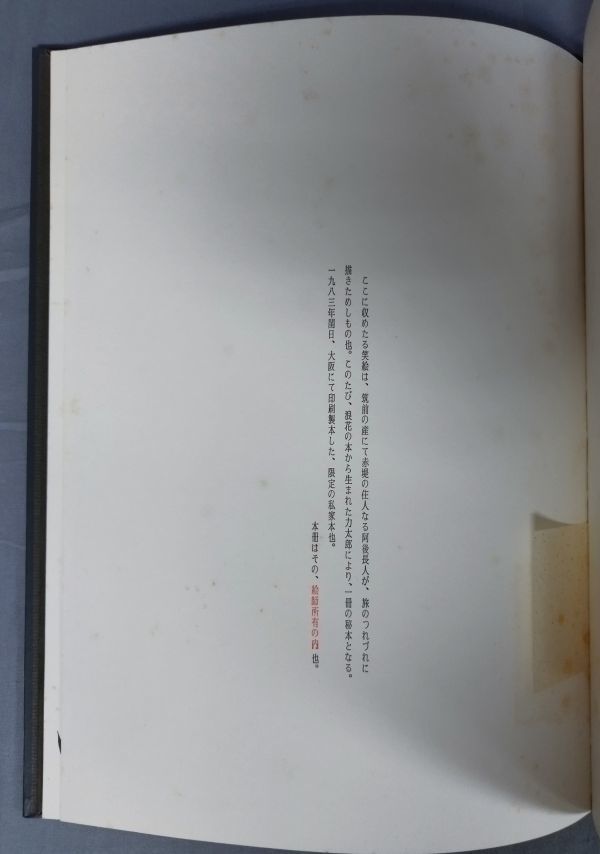 ここに収めたる笑絵は、筑前の産にて赤堤の住人なる阿後長人が、旅のつれづれに
描きためしもの也。このたび、浪花の本から生まれた力太郎により、一冊の秘本となる。
一九八三年閏日、大阪にて印刷製本した、限定の私家本也。
本冊はその、絵師所有の内也。